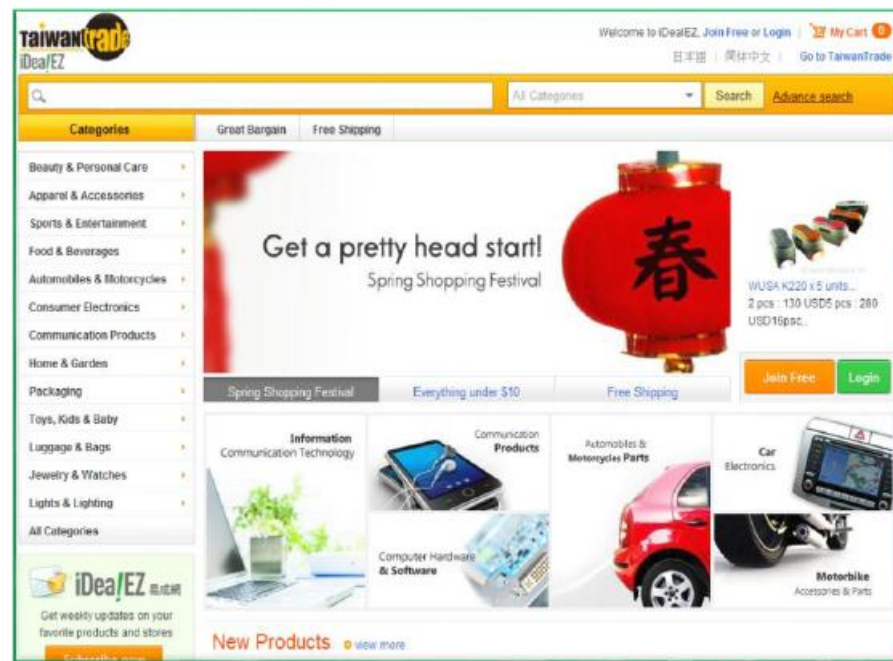 Taiwantrade
iDealEZ
Welcome to iDealEZ, Join Free or Login | My Cart 0
日本語 | 简体中文 | Go to TaiwanTrade
All Categories
Search
Advance search
Categories
Great Bargain
Free Shipping
Beauty & Personal Care
Apparel & Accessories
Sports & Entertainment
Food & Beverages
Automobiles & Motorcycles
Consumer Electronics
Communication Products
Home & Garden
Packaging
Toys, Kids & Baby
Luggage & Bags
Jewelry & Watches
Lights & Lighting
All Categories
Get a pretty head start!
Spring Shopping Festival
春
WUSA K220 x 5 units...
2 pcs : 130 USD5 pcs : 280
USD16psc..
Join Free
Login
Spring Shopping Festival
Everything under $10
Free Shipping
Information
Communication Technology
Communication
Products
Computer Hardware
& Software
Automobiles &
Motorcycles Parts
Car
Electronics
Motorbike
Accessories & Parts
iDealEZ 易成網
Get weekly updates on your
favorite products and stores
Subscribe now
New Products view more